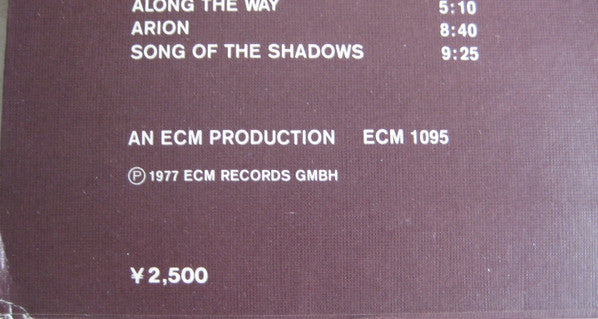 ALONG THE WAY 5:10
ARION 8:40
SONG OF THE SHADOWS 9:25
AN ECM PRODUCTION ECM 1095
Ⓟ 1977 ECM RECORDS GMBH
¥2,500